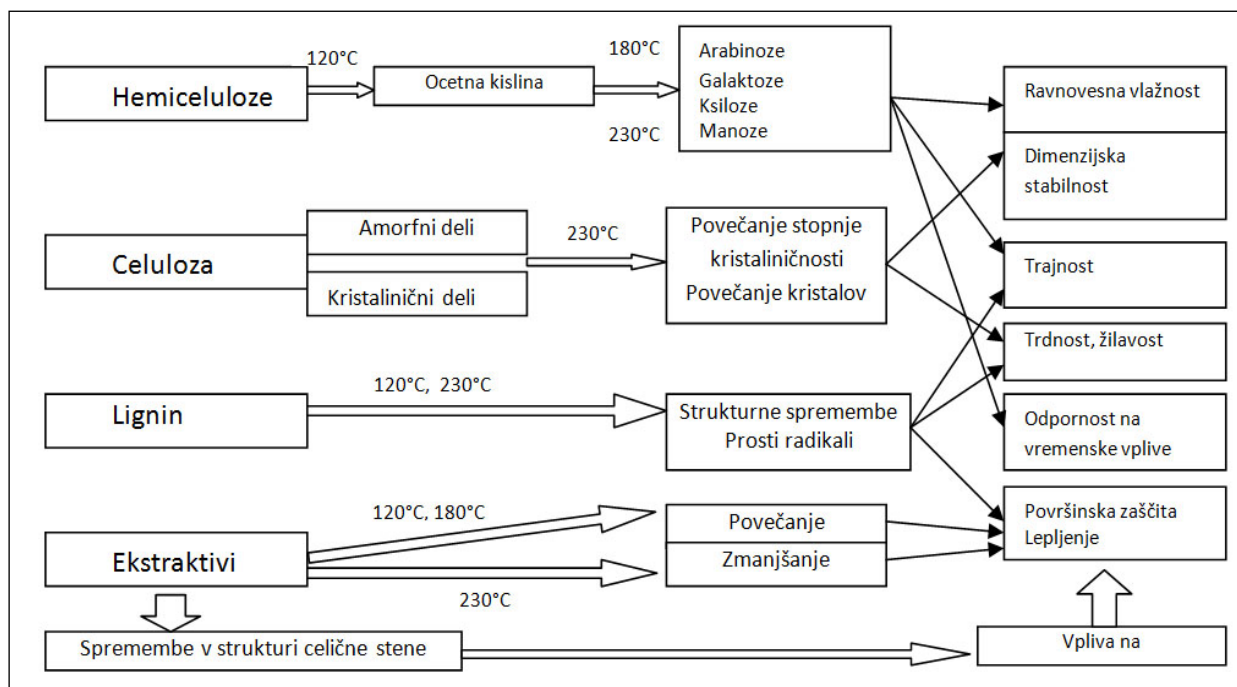 120°C
180°C
Hemiceluloze
Ocetna kislina
230°C
Arabinoze
Galaktoze
Ksiloze
Manoze
Ravnovesna vlažnost
Dimenzijska
stabilnost
Celuloza
Amorfni deli
Kristalinični deli
230°C
Povečanje stopnje
kristaliničnosti
Povečanje kristalov
Trajnost
Trdnost, žilavost
Lignin
120°C, 230°C
Strukturne spremembe
Prosti radikali
Odpornost na
vremenske vplive
Ekstraktivi
120°C, 180°C
230°C
Povečanje
Zmanjšanje
Površinska zaščita
Lepljenje
Spremembe v strukturi celične stene
Vpliva na